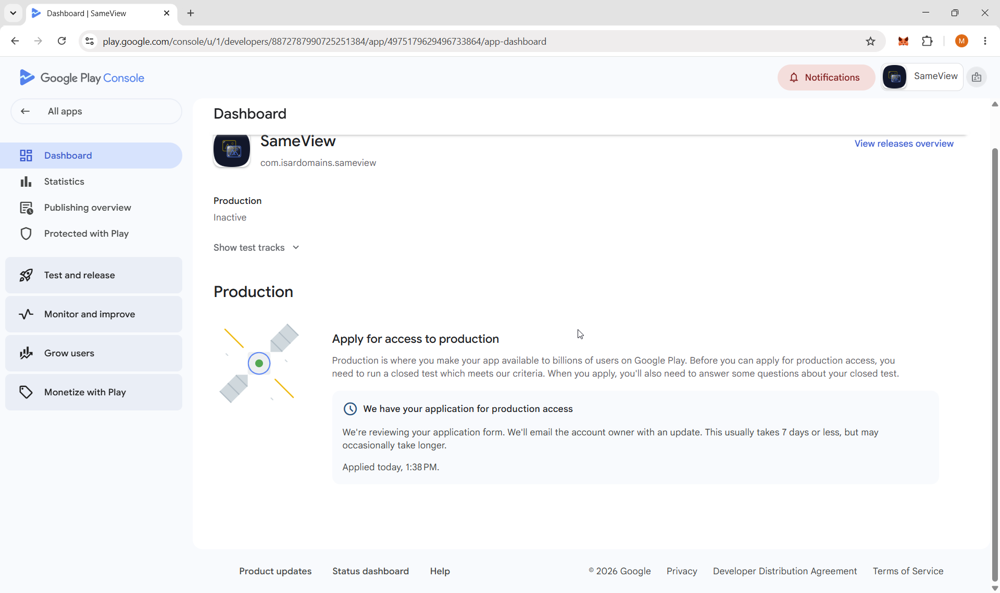 Dashboard | SameView
play.google.com/console/u/1/developers/8872787990725251384/app/4975179629496733864/app-dashboard
M
Google Play Console
Notifications
SameView
All apps
Dashboard
Statistics
Publishing overview
Protected with Play
Test and release
Monitor and improve
Grow users
Monetize with Play
Dashboard
SameView
com.isardomains.sameview
View releases overview
Production
Inactive
Show test tracks
Production
Apply for access to production
Production is where you make your app available to billions of users on Google Play. Before you can apply for production access, you
need to run a closed test which meets our criteria. When you apply, you'll also need to answer some questions about your closed test.
We have your application for production access
We're reviewing your application form. We'll email the account owner with an update. This usually takes 7 days or less, but may
occasionally take longer.
Applied today, 1:38 PM.
Product updates
Status dashboard
Help
© 2026 Google
Privacy
Developer Distribution Agreement
Terms of Service